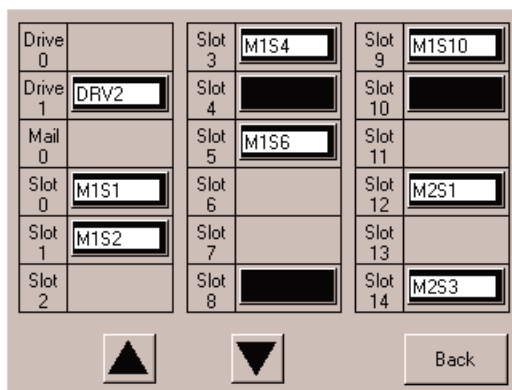 Drive
0
Drive
1
DRV2
Mail
0
Slot
0
M1S1
Slot
1
M1S2
Slot
2
Slot
3
M1S4
Slot
4
Slot
5
M1S6
Slot
6
Slot
7
Slot
8
Slot
9
M1S10
Slot
10
Slot
11
Slot
12
M2S1
Slot
13
Slot
14
M2S3
Back